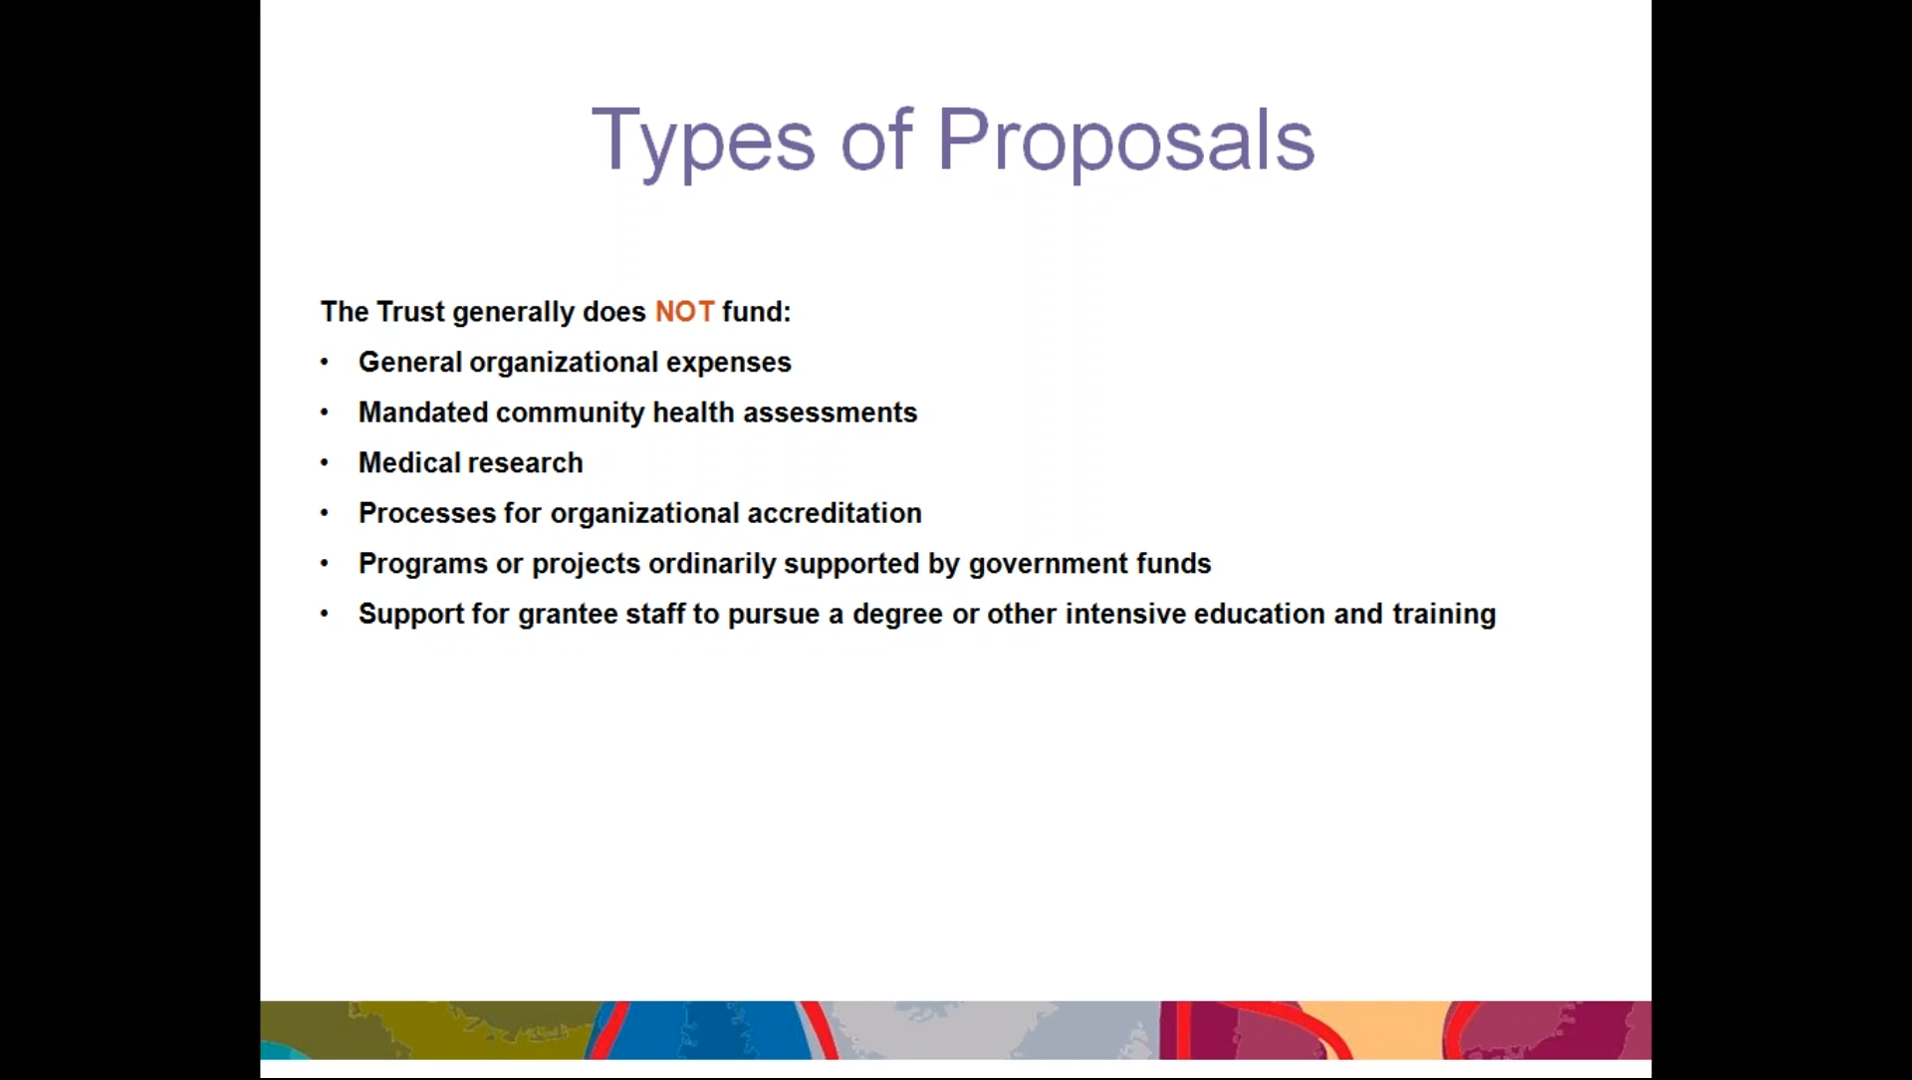 Types of Proposals
The Trust generally does NOT fund:
• General organizational expenses
• Mandated community health assessments
• Medical research
• Processes for organizational accreditation
• Programs or projects ordinarily supported by government funds
• Support for grantee staff to pursue a degree or other intensive education and training